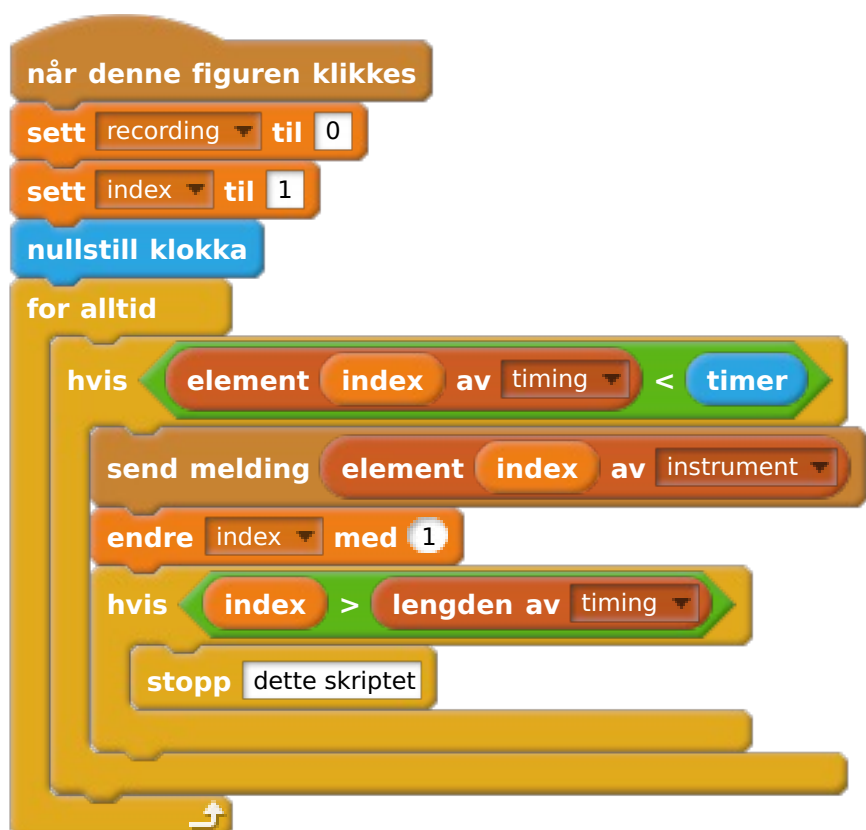 når denne figuren klikkes
sett recording til 0
sett index til 1
nullstill klokka
for alltid
hvis element index av timing < timer
send melding element index av instrument
endre index med 1
hvis index > lengden av timing
stopp dette skriptet